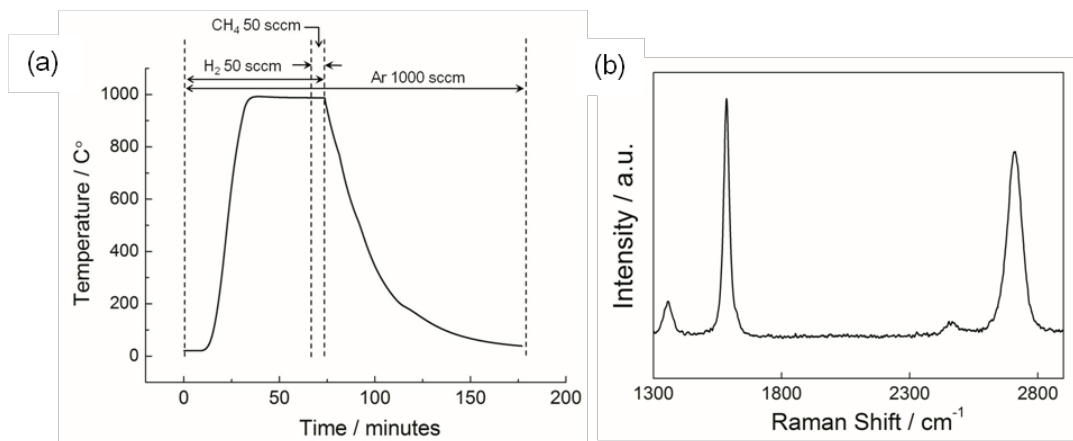 (a)
CH₄ 50 sccm
H₂ 50 sccm
Ar 1000 sccm
1000
800
600
400
200
0
Temperature / C°
0 50 100 150 200
Time / minutes
(b)
Intensity / a.u.
1300 1800 2300 2800
Raman Shift / cm⁻¹